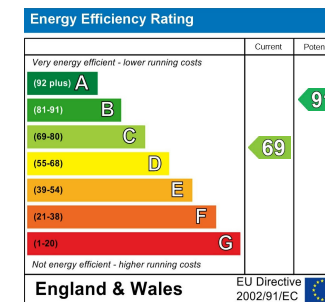 Energy Efficiency Rating
Current
Very energy efficient - lower running costs
(92 plus) A
(81-91) B
(69-80) C
(55-68) D
(39-54) E
(21-38) F
(1-20) G
69
Not energy efficient - higher running costs
England & Wales
EU Directive
2002/91/EC